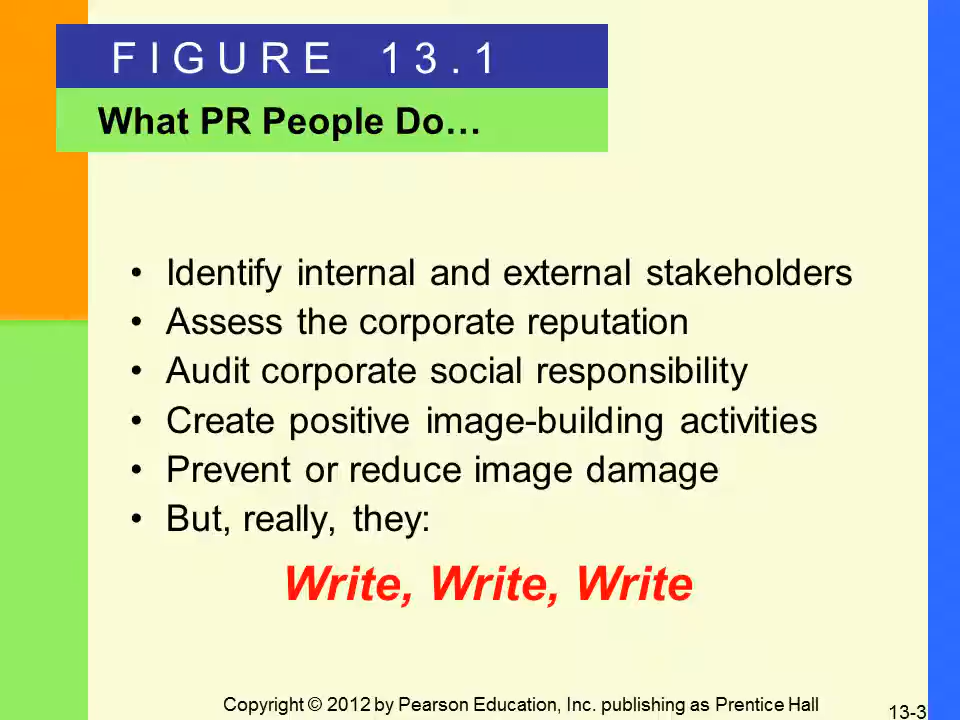 FIGURE 13.1
What PR People Do…
• Identify internal and external stakeholders
• Assess the corporate reputation
• Audit corporate social responsibility
• Create positive image-building activities
• Prevent or reduce image damage
• But, really, they:
Write, Write, Write
Copyright © 2012 by Pearson Education, Inc. publishing as Prentice Hall
13-3